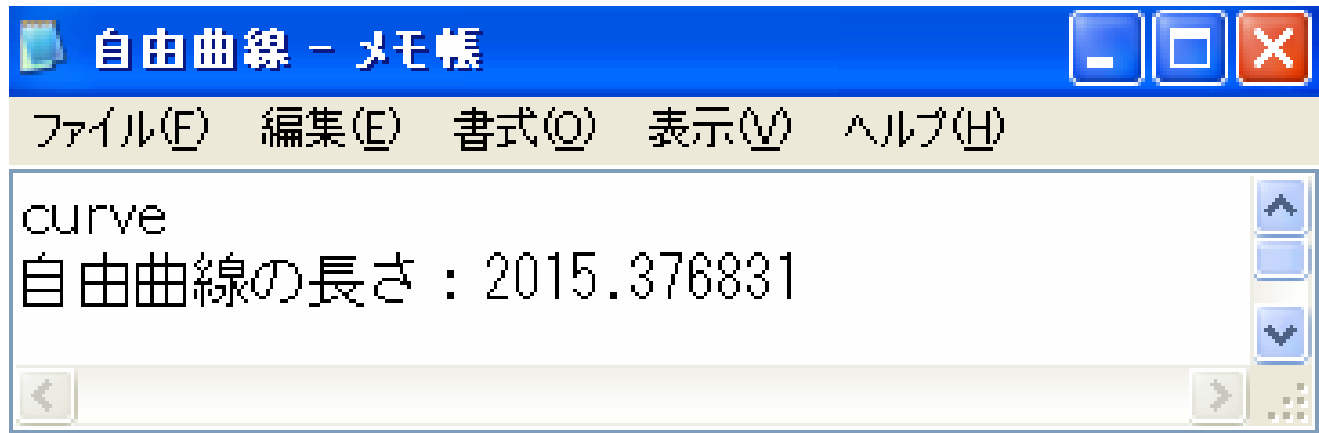 自由曲線 - メモ帳
ファイル(F) 編集(E) 書式(O) 表示(V) ヘルプ(H)
curve
自由曲線の長さ：2015.376831